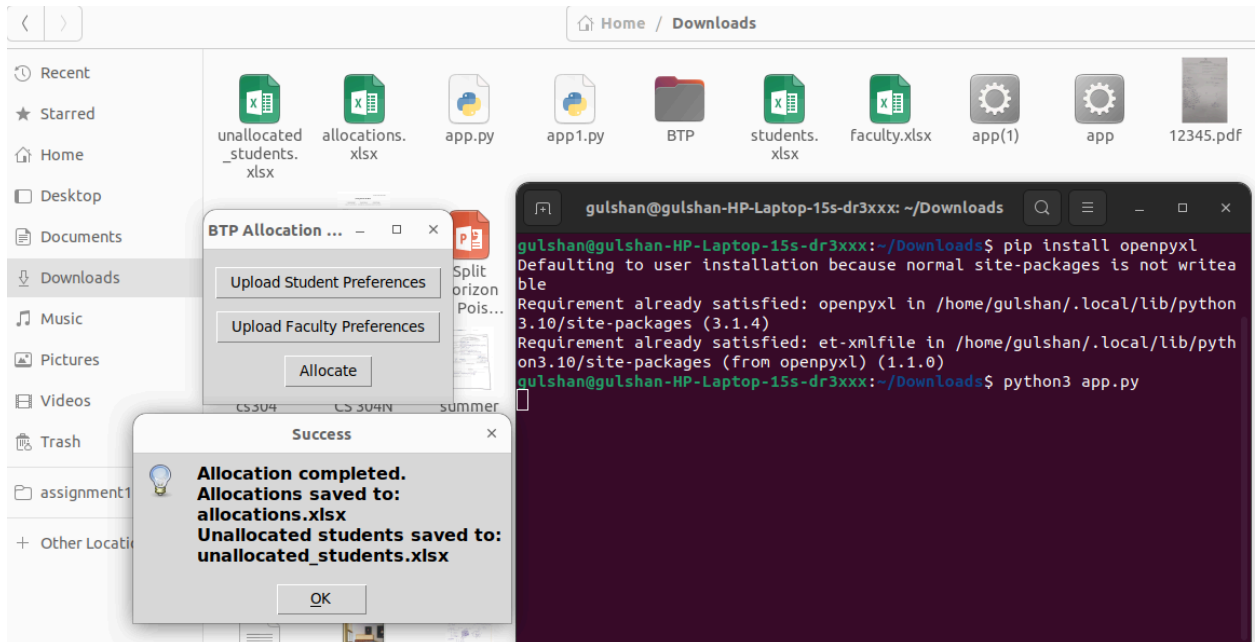 Home / Downloads
Recent
Starred
Home
Desktop
Documents
Downloads
Music
Pictures
Videos
Trash
assignment1
Other Locatio
unallocated
_students.
xlsx
allocations.
xlsx
app.py
app1.py
BTP
students.
xlsx
faculty.xlsx
app(1)
app
12345.pdf
Split
orizon
Pois...
cs304
CS 304N
summer
BTP Allocation ...
Upload Student Preferences
Upload Faculty Preferences
Allocate
Success
Allocation completed.
Allocations saved to:
allocations.xlsx
Unallocated students saved to:
unallocated_students.xlsx
OK
gulshan@gulshan-HP-Laptop-15s-dr3xxx: ~/Downloads
gulshan@gulshan-HP-Laptop-15s-dr3xxx:~/Downloads$ pip install openpyxl
Defaulting to user installation because normal site-packages is not writea
ble
Requirement already satisfied: openpyxl in /home/gulshan/.local/lib/python
3.10/site-packages (3.1.4)
Requirement already satisfied: et-xmlfile in /home/gulshan/.local/lib/pyth
on3.10/site-packages (from openpyxl) (1.1.0)
gulshan@gulshan-HP-Laptop-15s-dr3xxx:~/Downloads$ python3 app.py